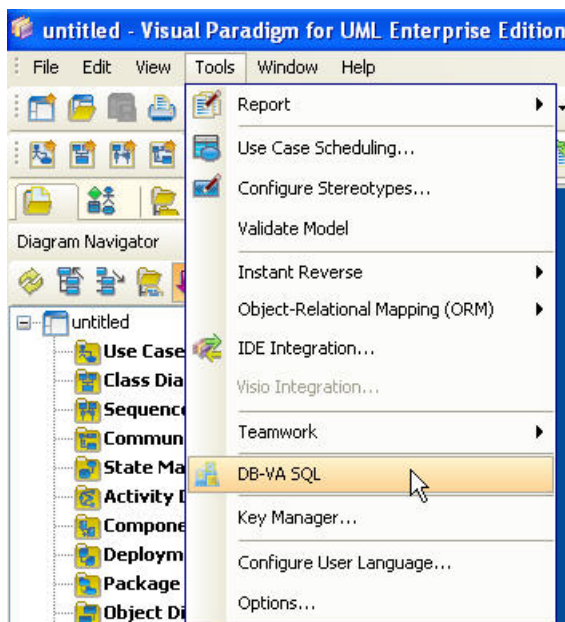 untitled - Visual Paradigm for UML Enterprise Edition
File Edit View Tools Window Help
Report
Use Case Scheduling...
Configure Stereotypes...
Validate Model
Diagram Navigator
Instant Reverse
Object-Relational Mapping (ORM)
untitled
IDE Integration...
Use Case
Class Dia
Visio Integration...
Sequence
Teamwork
Commun
State Ma
DB-VA SQL
Activity D
Key Manager...
Compone
Deploym
Configure User Language...
Package
Options...
Object Di